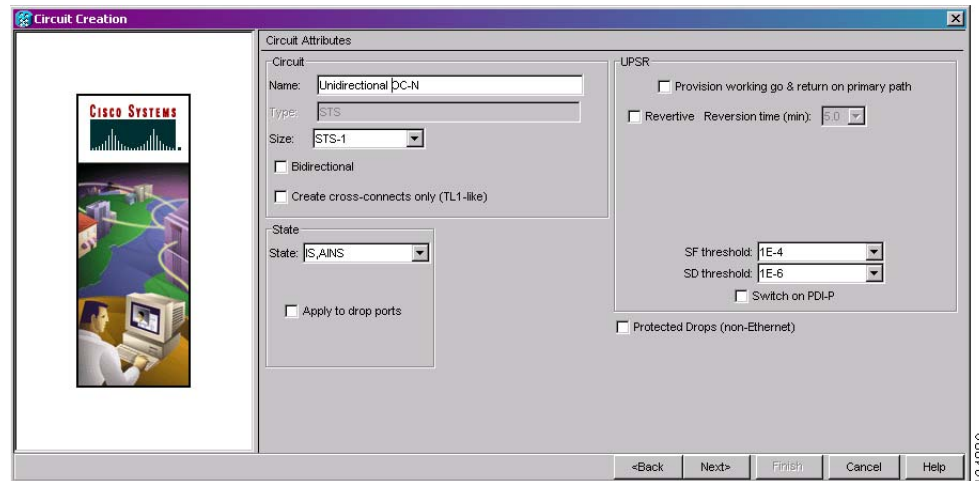 Circuit Creation
CISCO SYSTEMS
Circuit Attributes
Circuit
Name: Unidirectional OC-N
Type: STS
Size: STS-1
Bidirectional
Create cross-connects only (TL1-like)
State
State: IS,AINS
Apply to drop ports
UPSR
Provision working go & return on primary path
Revertive Reversion time (min): 5.0
SF threshold: 1E-4
SD threshold: 1E-6
Switch on PDI-P
Protected Drops (non-Ethernet)
<Back Next> Finish Cancel Help